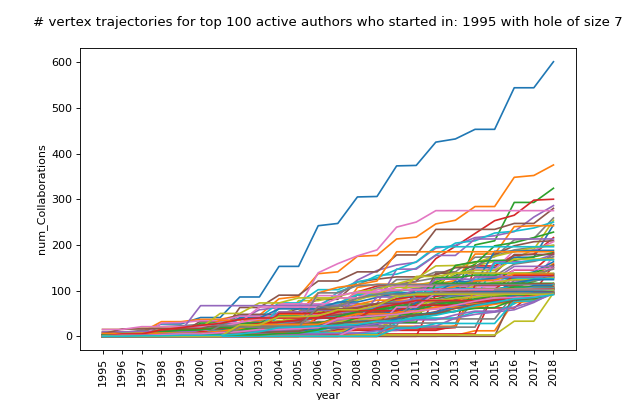 # vertex trajectories for top 100 active authors who started in: 1995 with hole of size 7
600
500
400
300
200
100
0
num_Collaborations
1995 1996 1997 1998 1999 2000 2001 2002 2003 2004 2005 2006 2007 2008 2009 2010 2011 2012 2013 2014 2015 2016 2017 2018
year